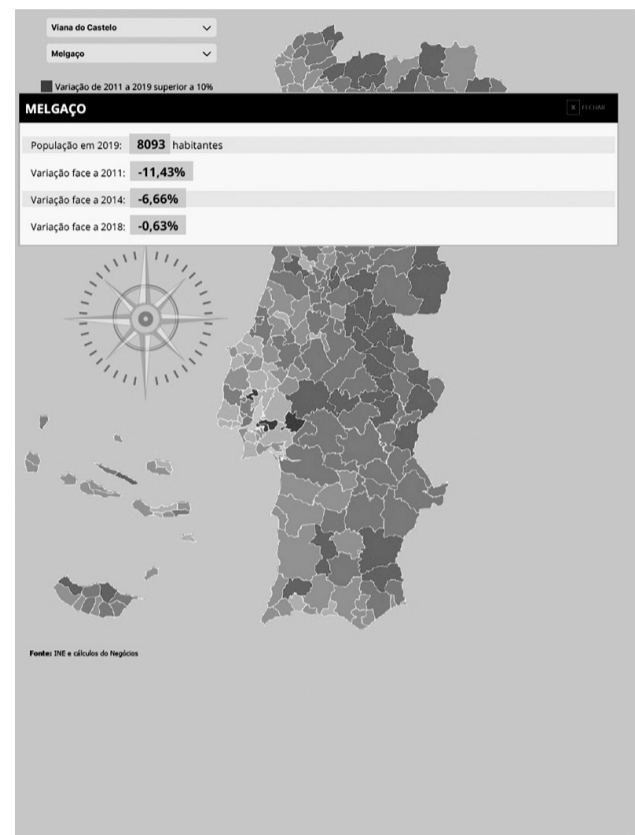 Viana do Castelo
Melgaço
Variação de 2011 a 2019 superior a 10%
MELGAÇO
X FECHAR
População em 2019: 8093 habitantes
Variação face a 2011: -11,43%
Variação face a 2014: -6,66%
Variação face a 2018: -0,63%
Fonte: INE e cálculos do Negócios